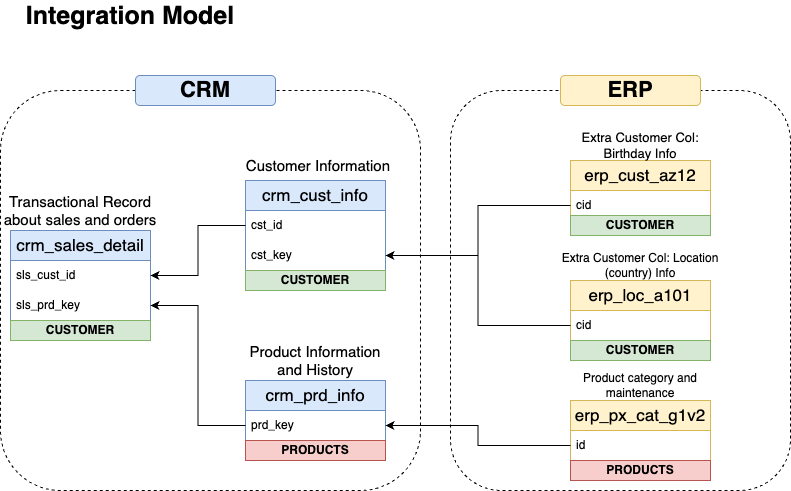 Integration Model
CRM
ERP
Transactional Record
about sales and orders
crm_sales_detail
sls_cust_id
sls_prd_key
CUSTOMER
Customer Information
crm_cust_info
cst_id
cst_key
CUSTOMER
Product Information
and History
crm_prd_info
prd_key
PRODUCTS
Extra Customer Col:
Birthday Info
erp_cust_az12
cid
CUSTOMER
Extra Customer Col: Location
(country) Info
erp_loc_a101
cid
CUSTOMER
Product category and
maintenance
erp_px_cat_g1v2
id
PRODUCTS